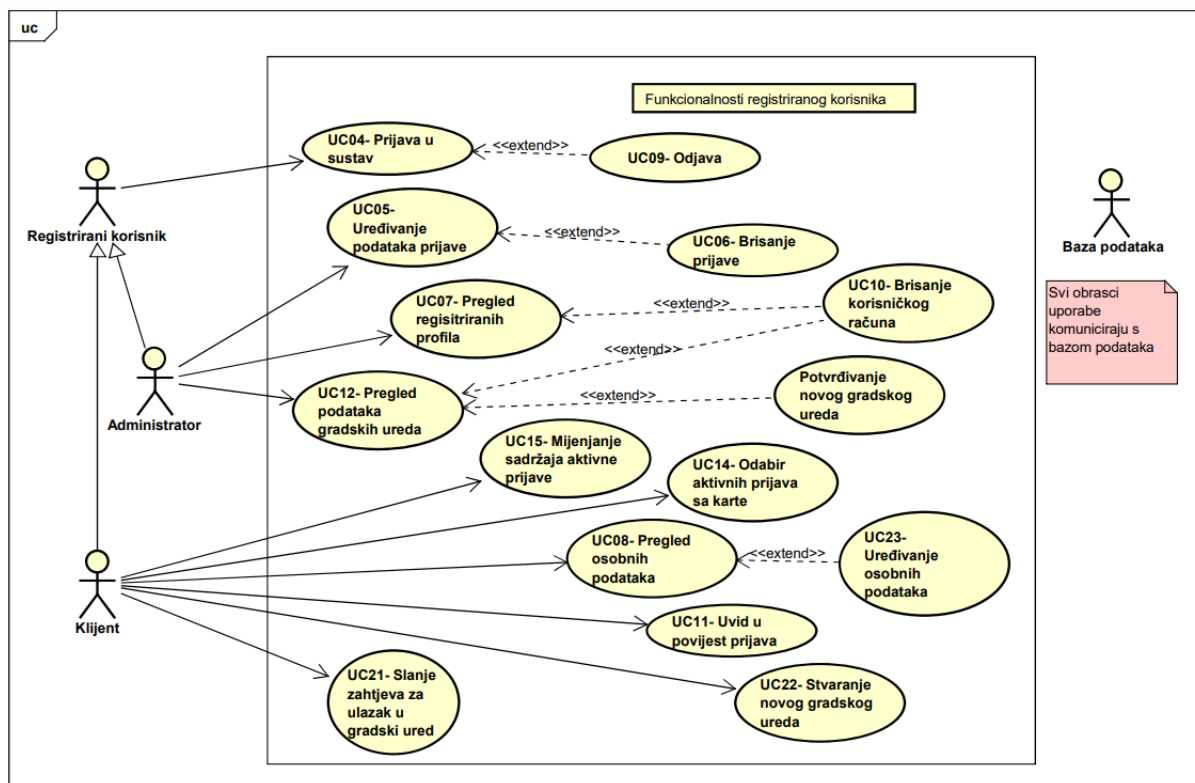 uc
Funkcionalnosti registriranog korisnika
UC04- Prijava u
sustav
<<extend>>
UC09- Odjava
Registrirani korisnik
UC05-
Uređivanje
podataka prijave
<<extend>>
UC06- Brisanje
prijave
Baza podataka
UC07- Pregled
regisitriranih
profila
<<extend>>
UC10- Brisanje
korisničkog
računa
Svi obrasci
uporabe
komuniciraju s
bazom podataka
<<extend>>
Administrator
UC12- Pregled
podataka
gradskih ureda
<<extend>>
Potvrđivanje
novog gradskog
ureda
UC15- Mijenjanje
sadržaja aktivne
prijave
UC14- Odabir
aktivnih prijava
sa karte
UC08- Pregled
osobnih
podataka
<<extend>>
UC23-
Uređivanje
osobnih
podataka
Klijent
UC11- Uvid u
povijest prijava
UC21- Slanje
zahtjeva za
ulazak u
gradski ured
UC22- Stvaranje
novog gradskog
ureda